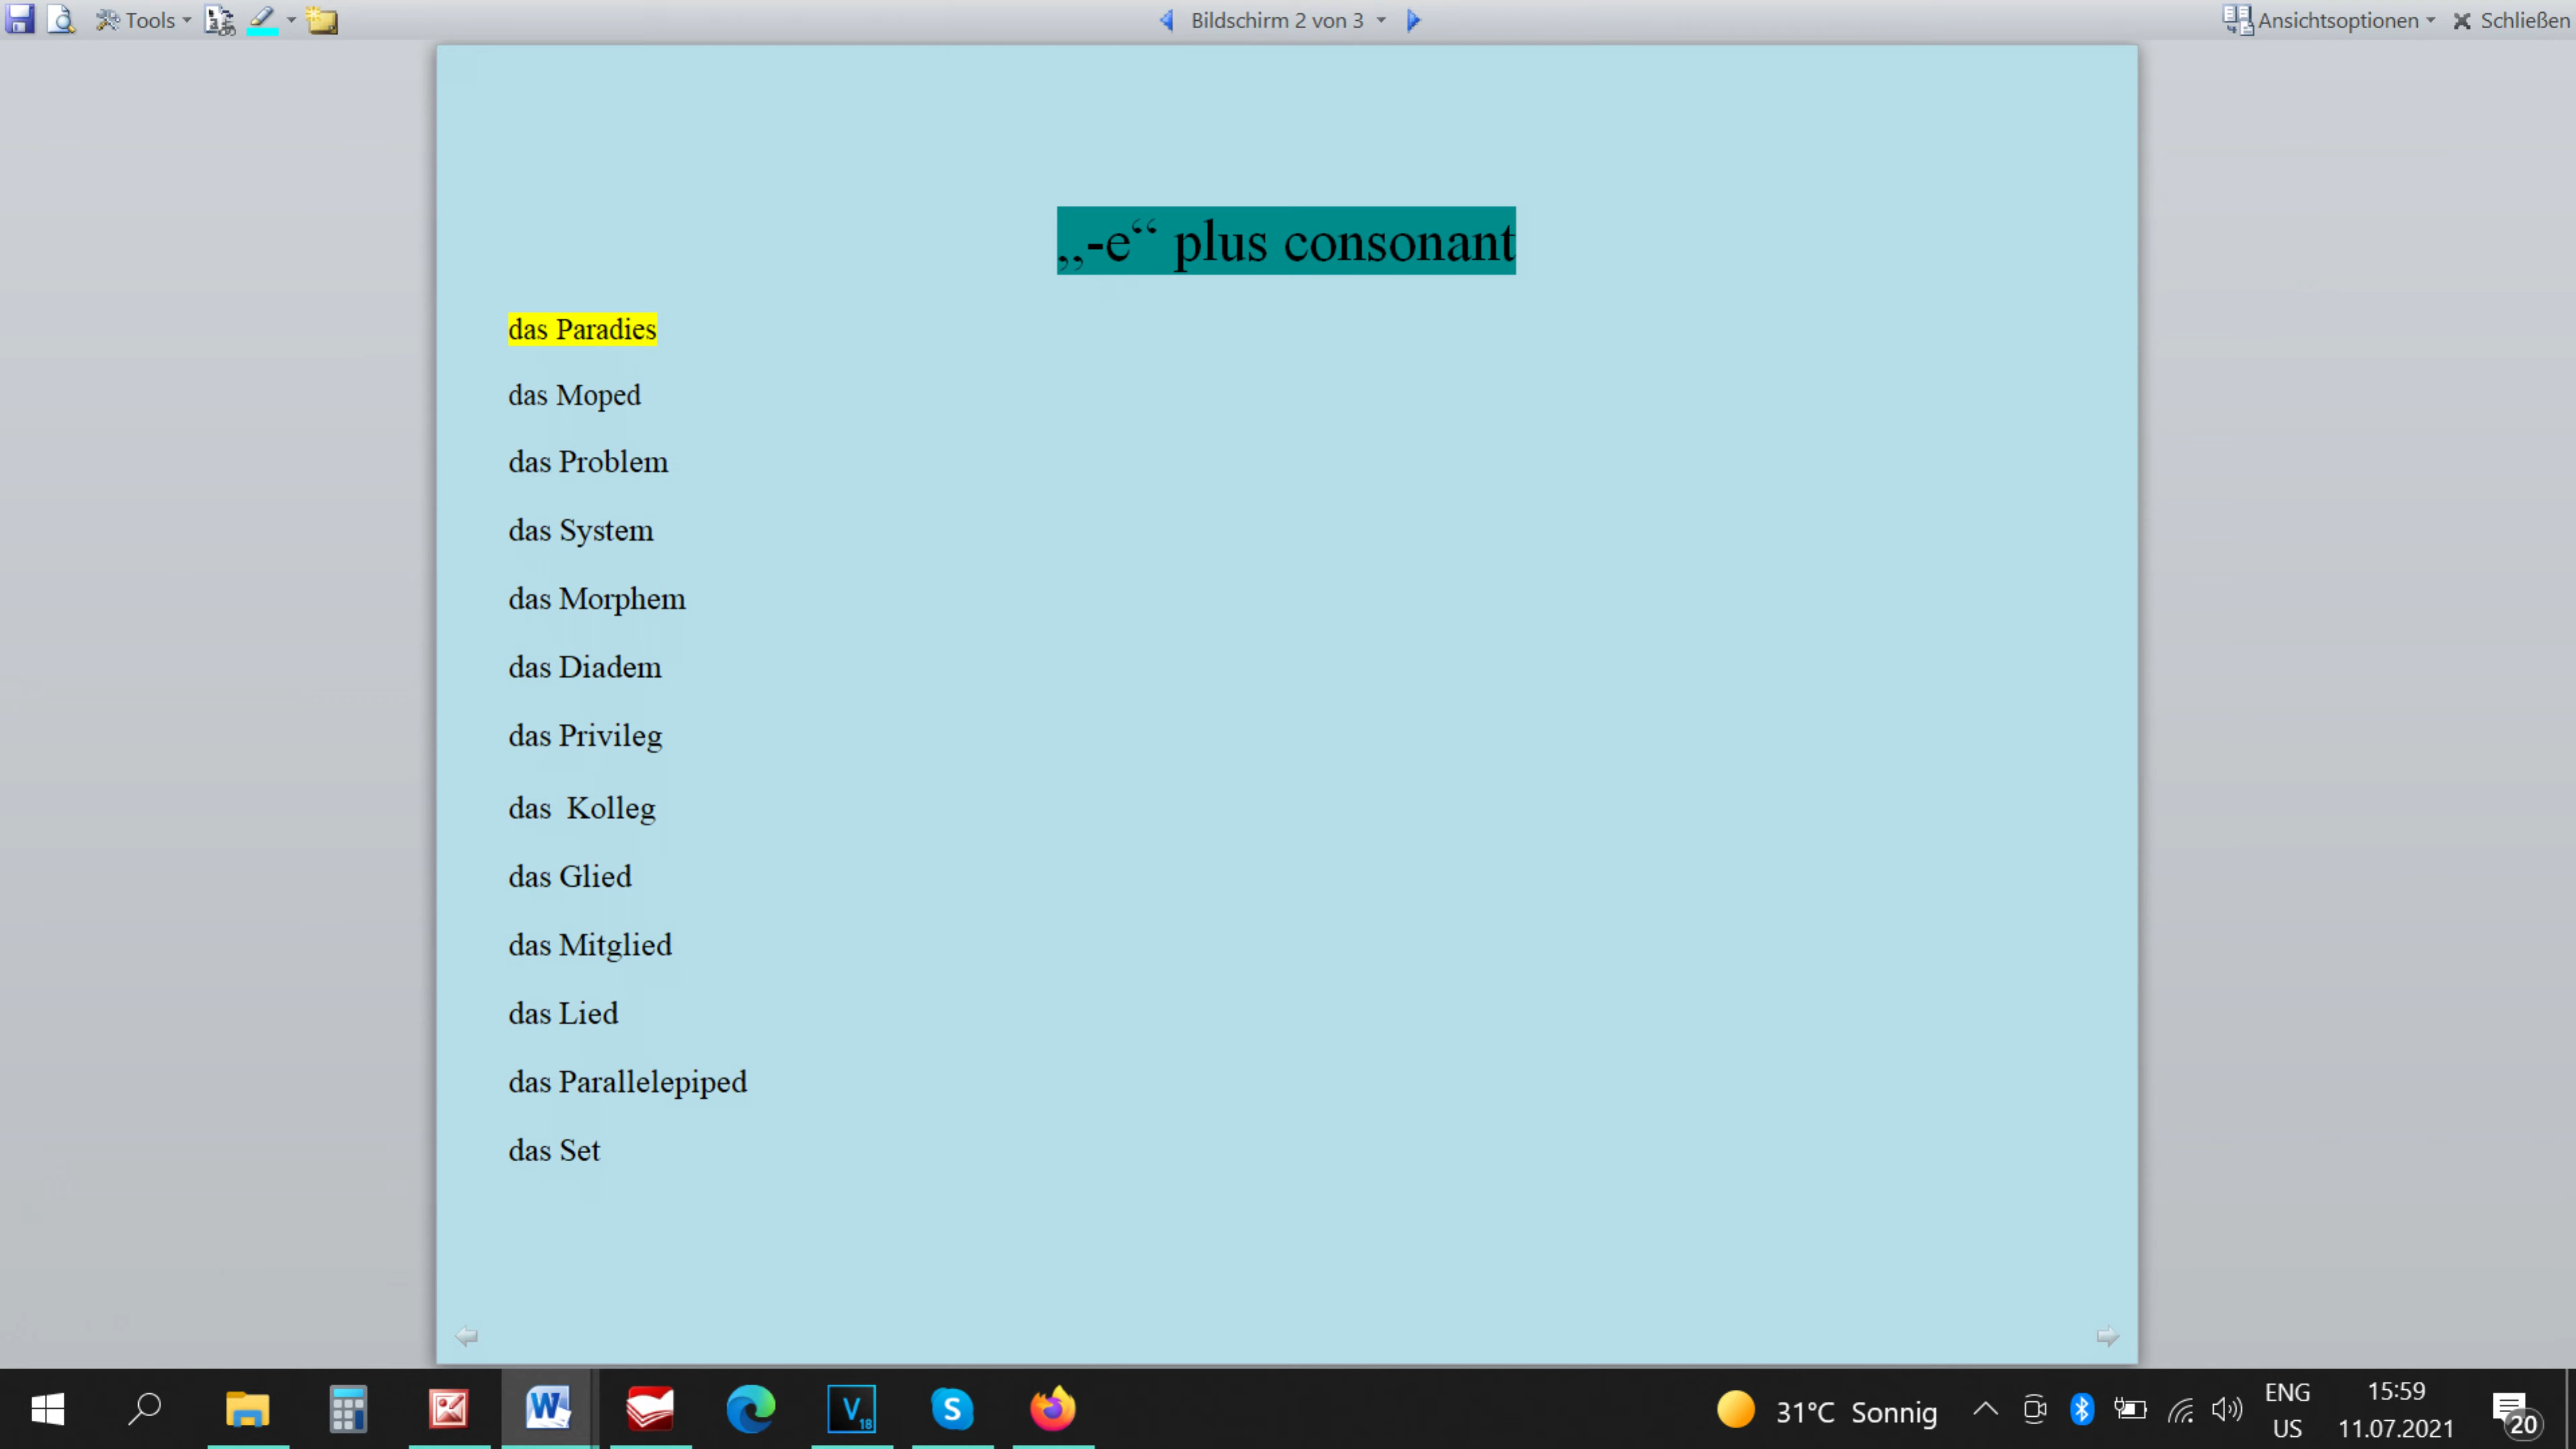 Tools
Bildschirm 2 von 3
Ansichtsoptionen
Schließen
„-e“ plus consonant
das Paradies
das Moped
das Problem
das System
das Morphem
das Diadem
das Privileg
das  Kolleg
das Glied
das Mitglied
das Lied
das Parallelepiped
das Set
W
V
18
S
31°C Sonnig
ENG
US
15:59
11.07.2021
20